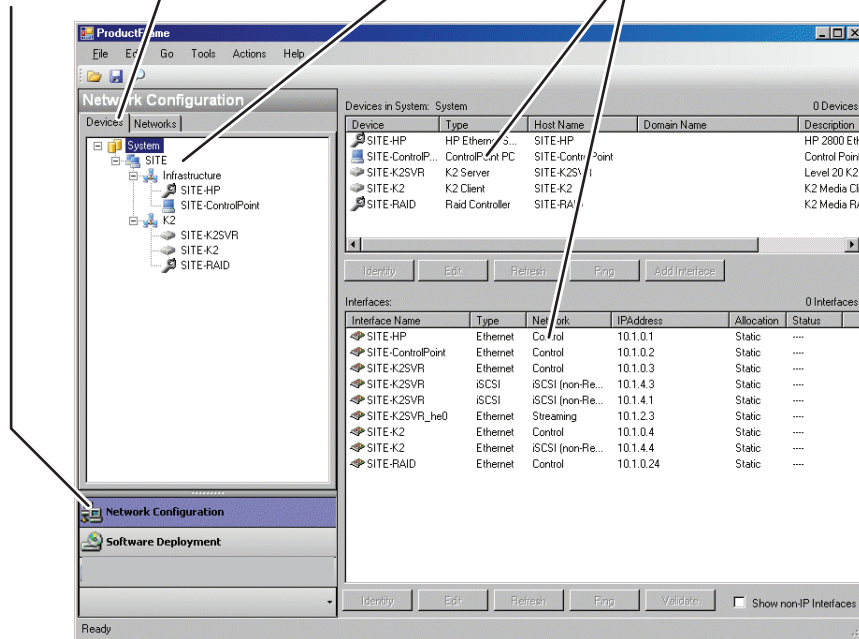 ProductFrame
File Edit Go Tools Actions Help
Network Configuration
Devices Networks
System
SITE
Infrastructure
SITE-HP
SITE-ControlPoint
K2
SITE-K2SVR
SITE-K2
SITE-RAID
Network Configuration
Software Deployment
Devices in System: System 0 Devices
Device Type Host Name Domain Name Description
SITE-HP HP Ethernet S... SITE-HP HP 2800 Eth
SITE-ControlP... ControlPoint PC SITE-ControlPoint Control Poin
SITE-K2SVR K2 Server SITE-K2SVR Level 20 K2
SITE-K2 K2 Client SITE-K2 K2 Media Cli
SITE-RAID Raid Controller SITE-RAID K2 Media RA
Identify Edit Refresh Ping Add Interface
Interfaces: 0 Interfaces
Interface Name Type Network IPAddress Allocation Status
SITE-HP Ethernet Control 10.1.0.1 Static ----
SITE-ControlPoint Ethernet Control 10.1.0.2 Static ----
SITE-K2SVR Ethernet Control 10.1.0.3 Static ----
SITE-K2SVR iSCSI iSCSI (non-Re... 10.1.4.3 Static ----
SITE-K2SVR iSCSI iSCSI (non-Re... 10.1.4.1 Static ----
SITE-K2SVR_he0 Ethernet Streaming 10.1.2.3 Static ----
SITE-K2 Ethernet Control 10.1.0.4 Static ----
SITE-K2 Ethernet iSCSI (non-Re... 10.1.4.4 Static ----
SITE-RAID Ethernet Control 10.1.0.24 Static ----
Identify Edit Refresh Ping Validate Show non-IP Interfaces
Ready